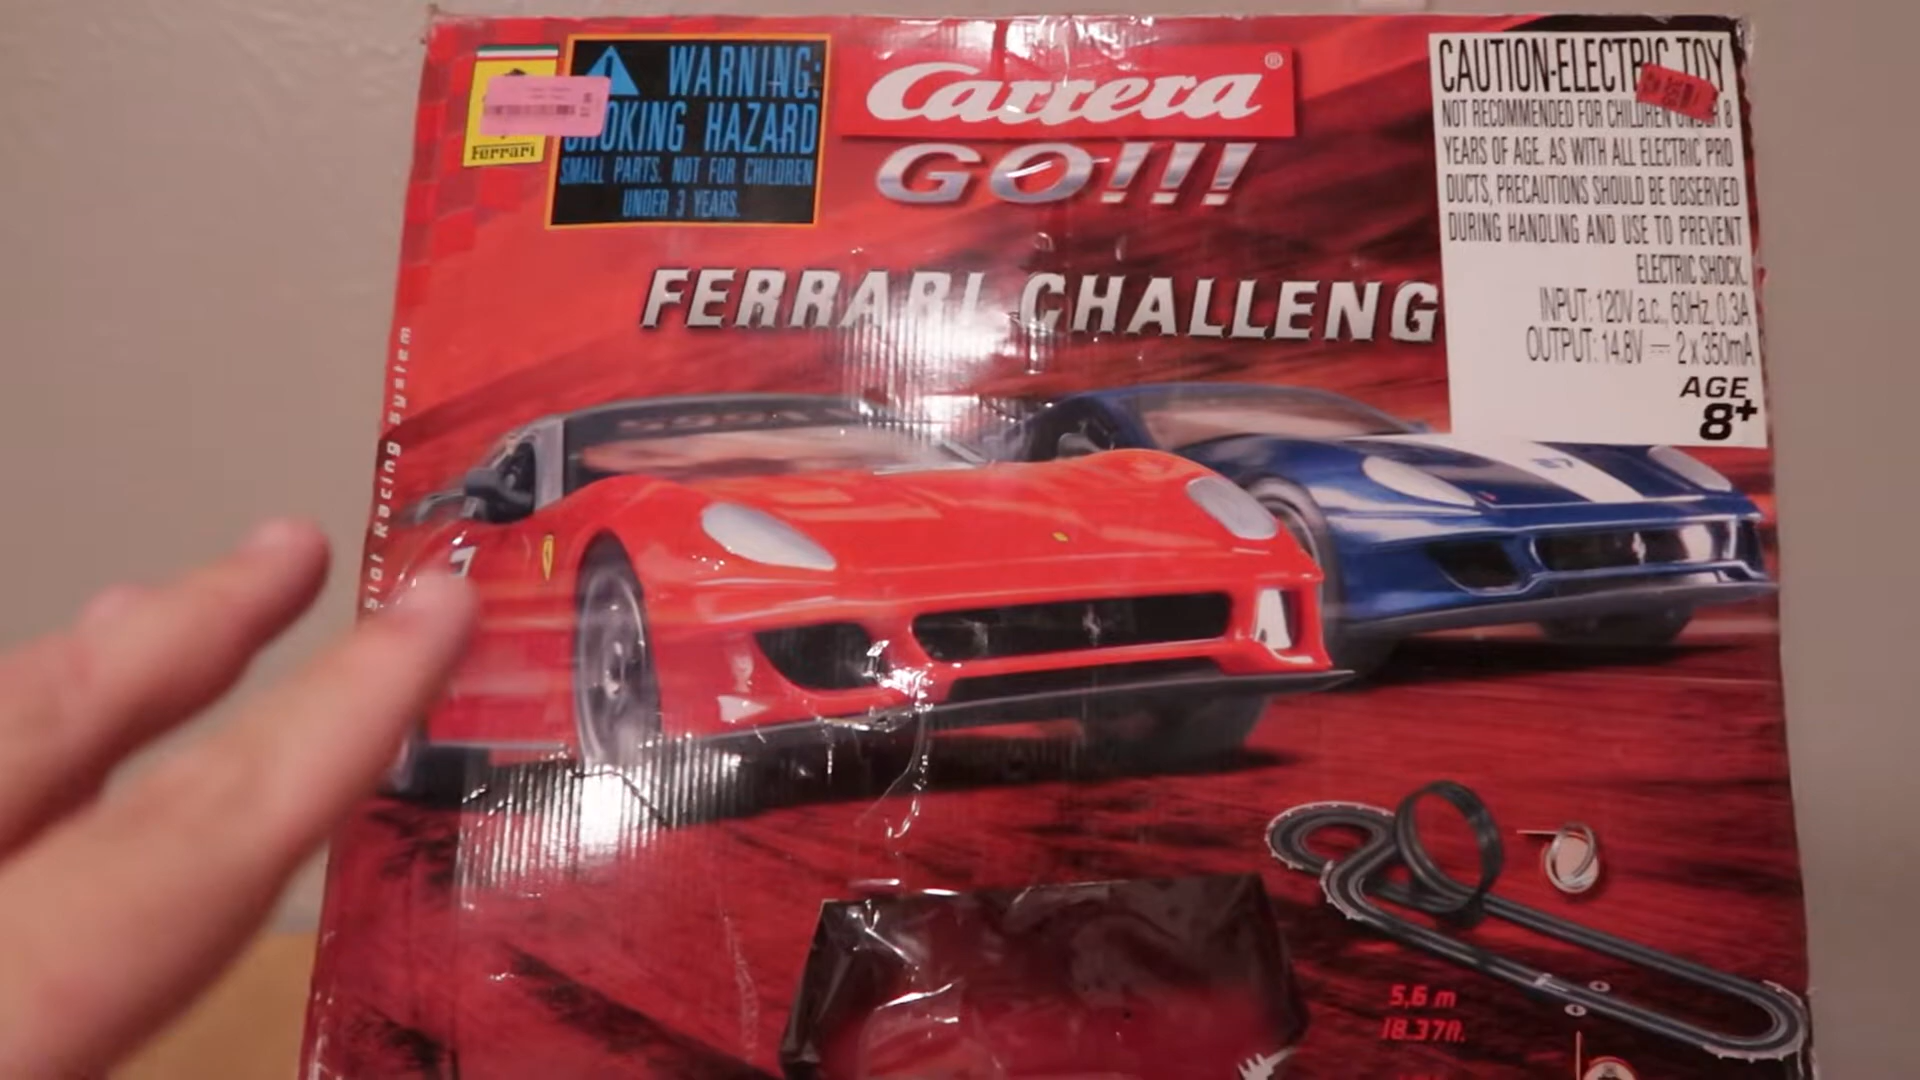 Ferrari
WARNING:
CHOKING HAZARD
SMALL PARTS. NOT FOR CHILDREN
UNDER 3 YEARS.
Carrera®
GO!!!
FERRARI CHALLENG
CAUTION-ELECTRIC TOY
NOT RECOMMENDED FOR CHILDREN UNDER 8
YEARS OF AGE. AS WITH ALL ELECTRIC PRO
DUCTS, PRECAUTIONS SHOULD BE OBSERVED
DURING HANDLING AND USE TO PREVENT
ELECTRIC SHOCK.
INPUT: 120V a.c., 60Hz, 0.3A
OUTPUT: 14.8V ⎓ 2 x 350mA
AGE
8+
Slot Racing System
599XX
5,6 m
18.37ft.